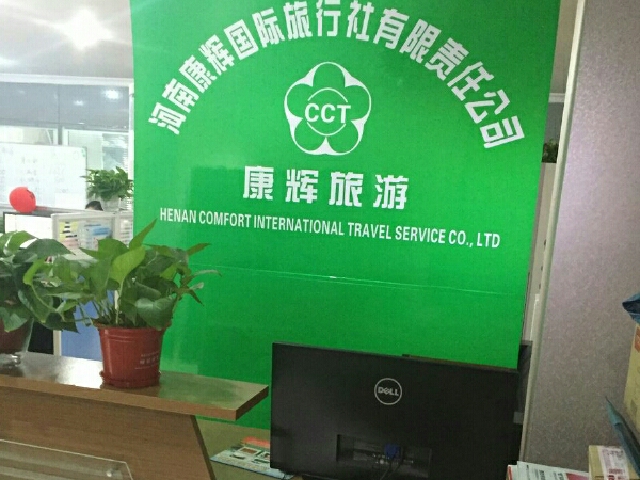 河南康辉国际旅行社有限责任公司
CCT
康辉旅游
HENAN COMFORT INTERNATIONAL TRAVEL SERVICE CO., LTD
DELL